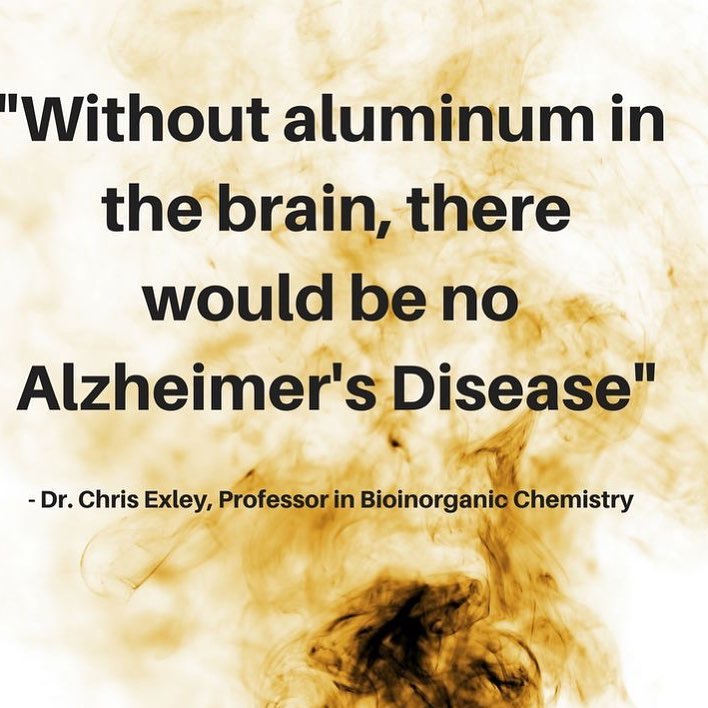 "Without aluminum in
the brain, there
would be no
Alzheimer's Disease"
- Dr. Chris Exley, Professor in Bioinorganic Chemistry